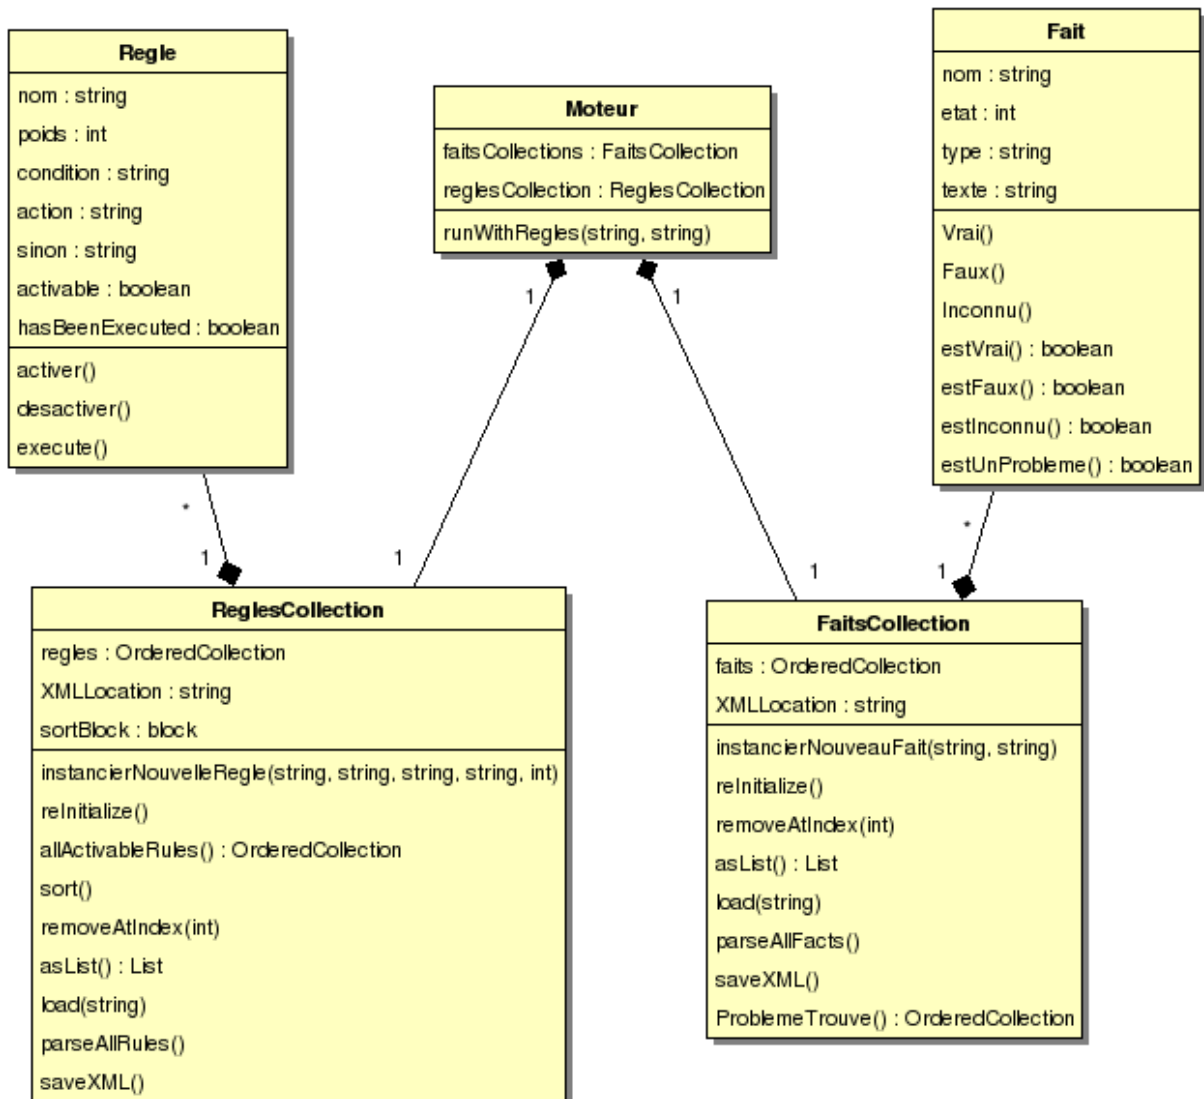 Regle
nom : string
poids : int
condition : string
action : string
sinon : string
activable : boolean
hasBeenExecuted : boolean
activer()
desactiver()
execute()
Moteur
faitsCollections : FaitsCollection
reglesCollection : ReglesCollection
runWithRegles(string, string)
Fait
nom : string
etat : int
type : string
texte : string
Vrai()
Faux()
Inconnu()
estVrai() : boolean
estFaux() : boolean
estInconnu() : boolean
estUnProbleme() : boolean
1
1
*
*
1
1
1
1
ReglesCollection
regles : OrderedCollection
XMLLocation : string
sortBlock : block
instancierNouvelleRegle(string, string, string, string, int)
reInitialize()
allActivableRules() : OrderedCollection
sort()
removeAtIndex(int)
asList() : List
load(string)
parseAllRules()
saveXML()
FaitsCollection
faits : OrderedCollection
XMLLocation : string
instancierNouveauFait(string, string)
reInitialize()
removeAtIndex(int)
asList() : List
load(string)
parseAllFacts()
saveXML()
ProblemeTrouve() : OrderedCollection